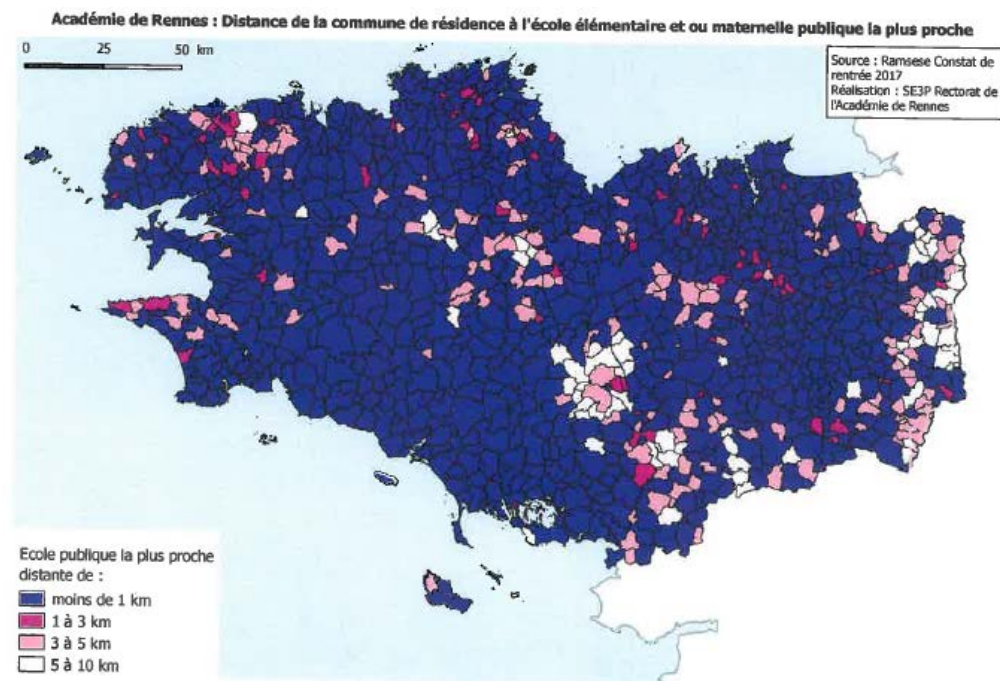 Académie de Rennes : Distance de la commune de résidence à l'école élémentaire et ou maternelle publique la plus proche
0 25 50 km
Source : Ramsese Constat de
rentrée 2017
Réalisation : SE3P Rectorat de
l'Académie de Rennes
Ecole publique la plus proche
distante de :
moins de 1 km
1 à 3 km
3 à 5 km
5 à 10 km